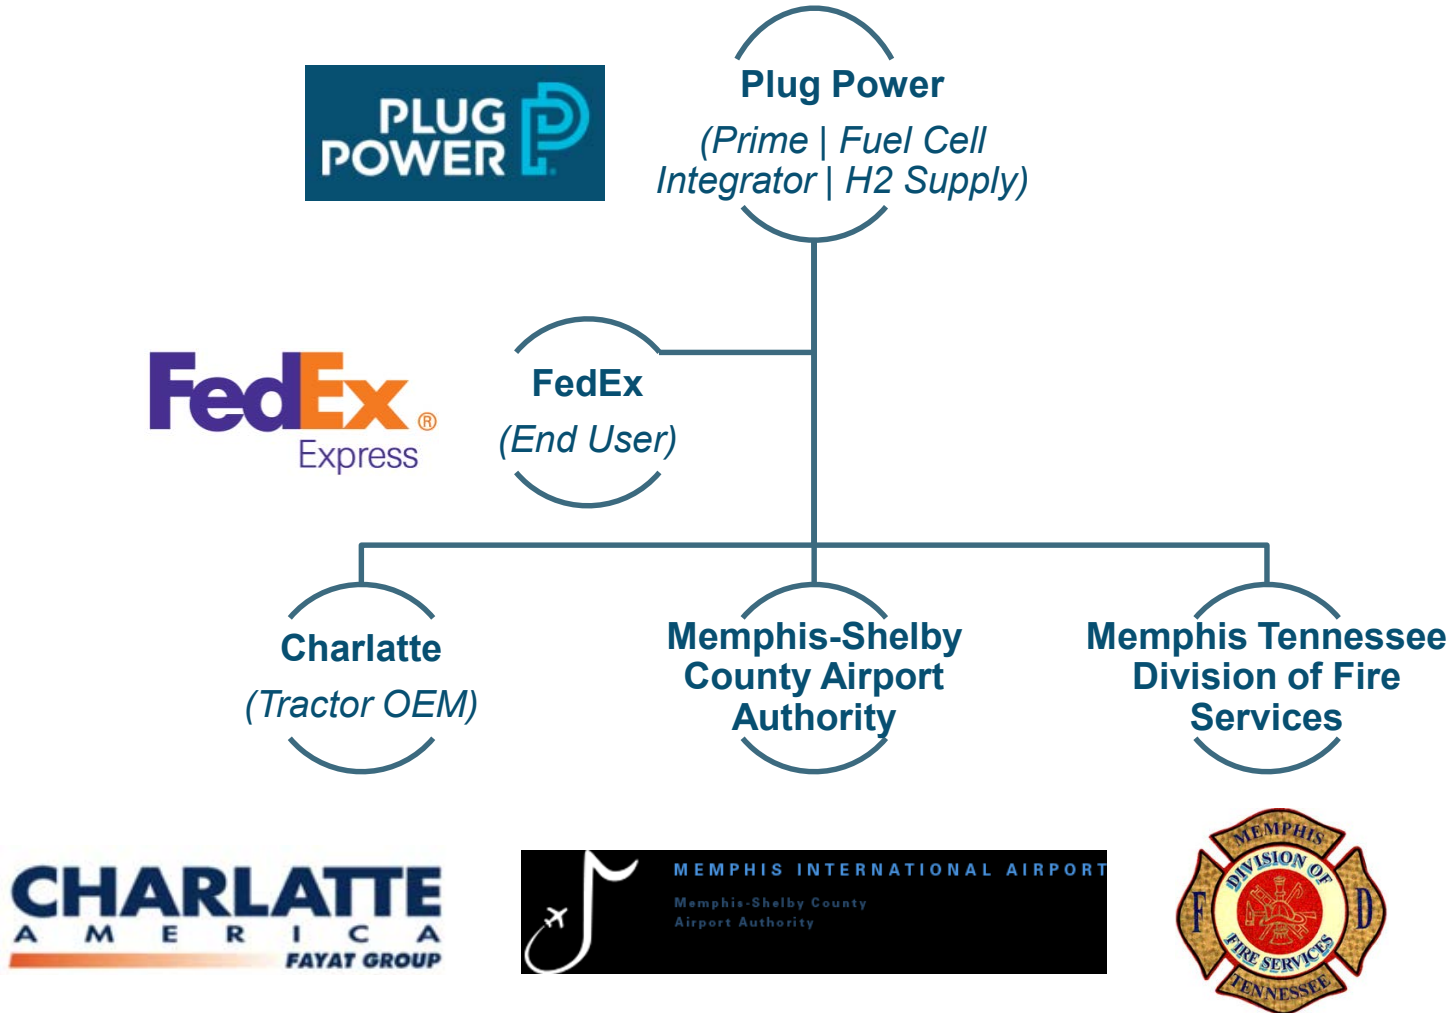 PLUG
POWER
Plug Power
(Prime | Fuel Cell
Integrator | H2 Supply)
FedEx®
Express
FedEx
(End User)
Charlatte
(Tractor OEM)
Memphis-Shelby
County Airport
Authority
Memphis Tennessee
Division of Fire
Services
CHARLATTE
AMERICA
FAYAT GROUP
MEMPHIS INTERNATIONAL AIRPORT
Memphis-Shelby County
Airport Authority
MEMPHIS
DIVISION OF
F D
FIRE SERVICES
TENNESSEE